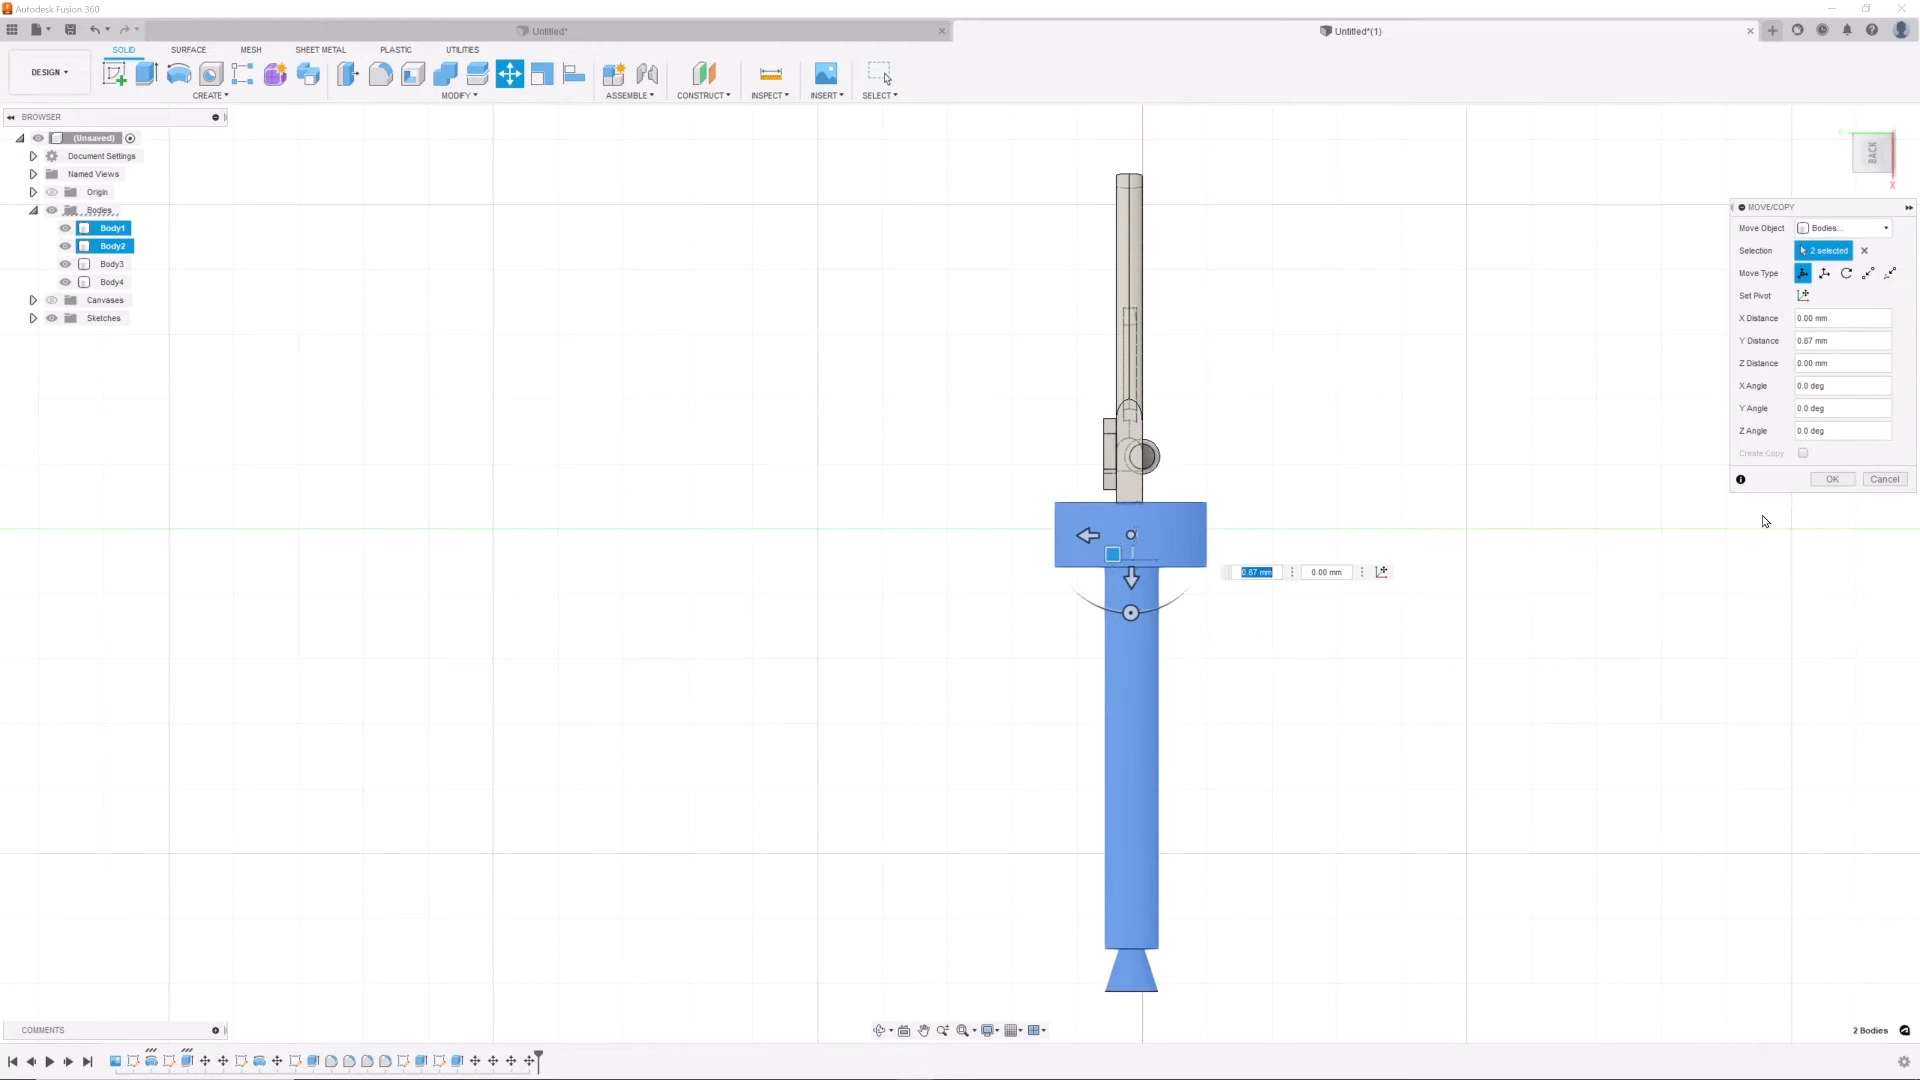 Autodesk Fusion 360
Untitled*
Untitled*(1)
SOLID SURFACE MESH SHEET METAL PLASTIC UTILITIES
DESIGN
CREATE MODIFY ASSEMBLE CONSTRUCT INSPECT INSERT SELECT
BROWSER
(Unsaved)
Document Settings
Named Views
Origin
Bodies
Body1
Body2
Body3
Body4
Canvases
Sketches
BACK
X
MOVE/COPY
Move Object Bodies...
Selection 2 selected
Move Type
Set Pivot
X Distance 0.00 mm
Y Distance 0.87 mm
Z Distance 0.00 mm
X Angle 0.0 deg
Y Angle 0.0 deg
Z Angle 0.0 deg
Create Copy
OK Cancel
0.87 mm 0.00 mm
COMMENTS
2 Bodies